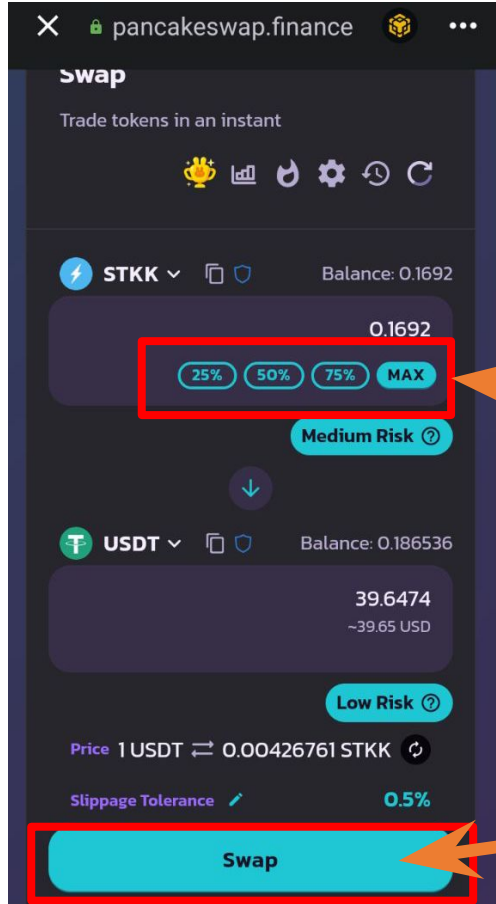 pancakeswap.finance
Swap
Trade tokens in an instant
STKK Balance: 0.1692
0.1692
25% 50% 75% MAX
Medium Risk ?
USDT Balance: 0.186536
39.6474
~39.65 USD
Low Risk ?
Price 1 USDT ⇄ 0.00426761 STKK
Slippage Tolerance 0.5%
Swap